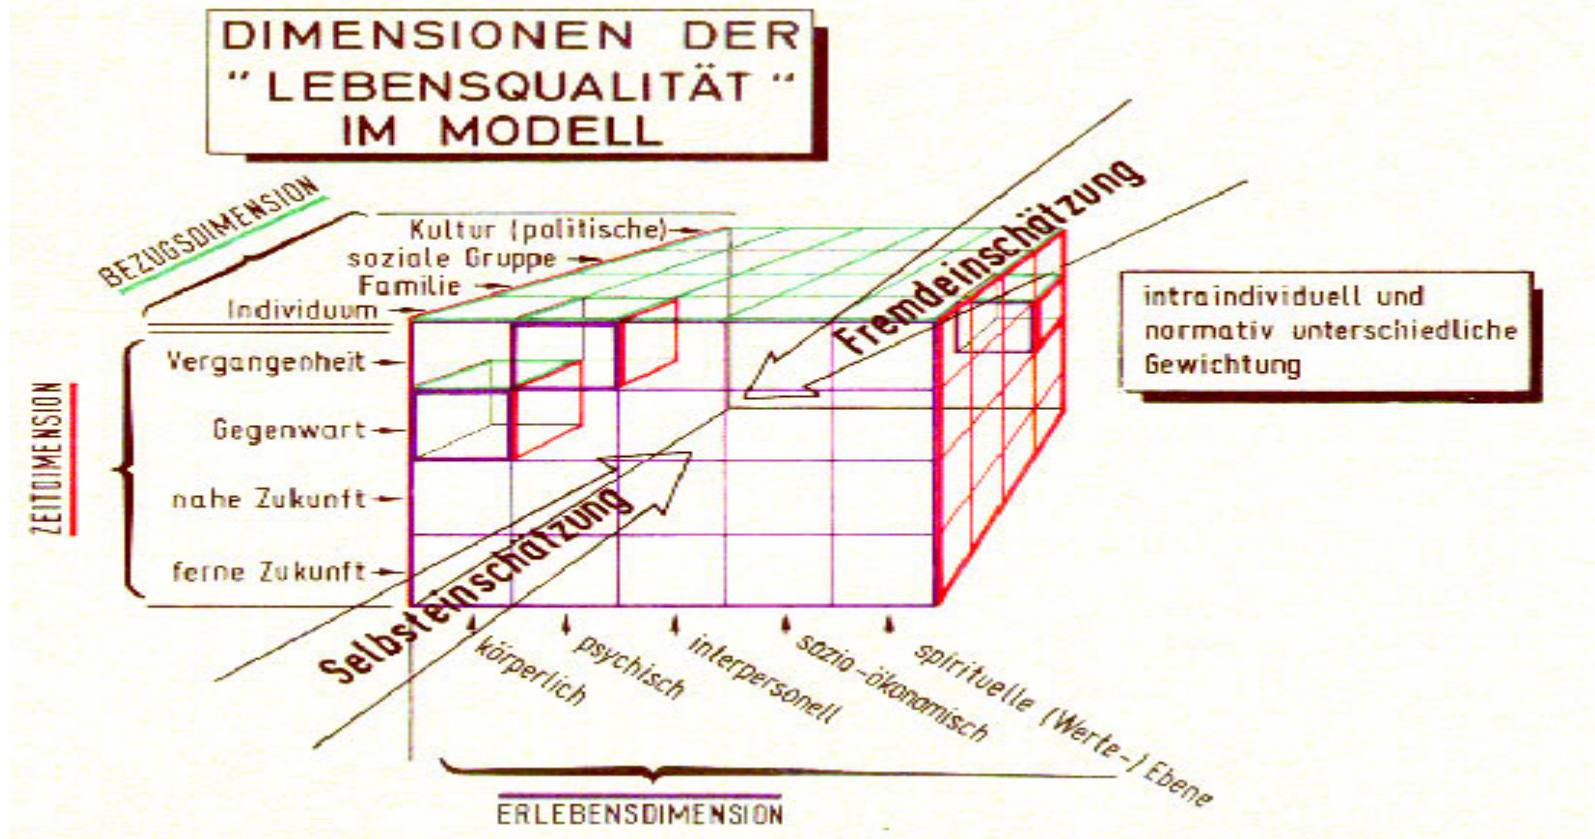 DIMENSIONEN DER
“ LEBENSQUALITÄT “
IM MODELL
BEZUGSDIMENSION
Kultur (politische)
soziale Gruppe
Familie
Individuum
ZEITDIMENSION
Vergangenheit
Gegenwart
nahe Zukunft
ferne Zukunft
Fremdeinschätzung
Selbsteinschätzung
intraindividuell und
normativ unterschiedliche
Gewichtung
körperlich
psychisch
interpersonell
sozio-ökonomisch
spirituelle (Werte-) Ebene
ERLEBENSDIMENSION